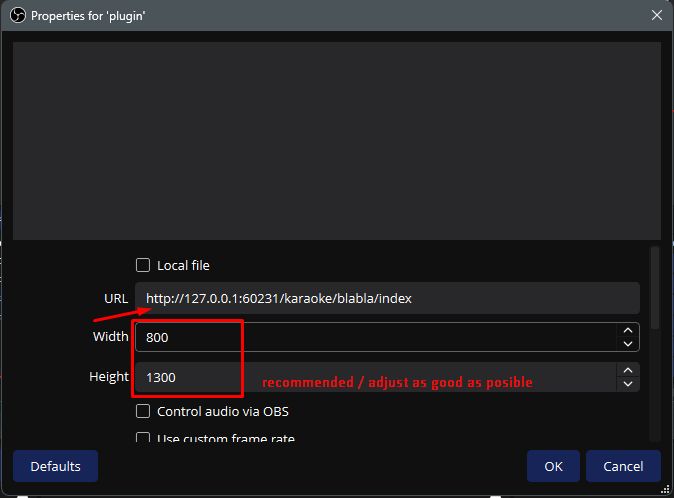 Properties for 'plugin'
Local file
URL http://127.0.0.1:60231/karaoke/blabla/index
Width 800
Height 1300
recommended / adjust as good as posible
Control audio via OBS
Use custom frame rate
Defaults OK Cancel